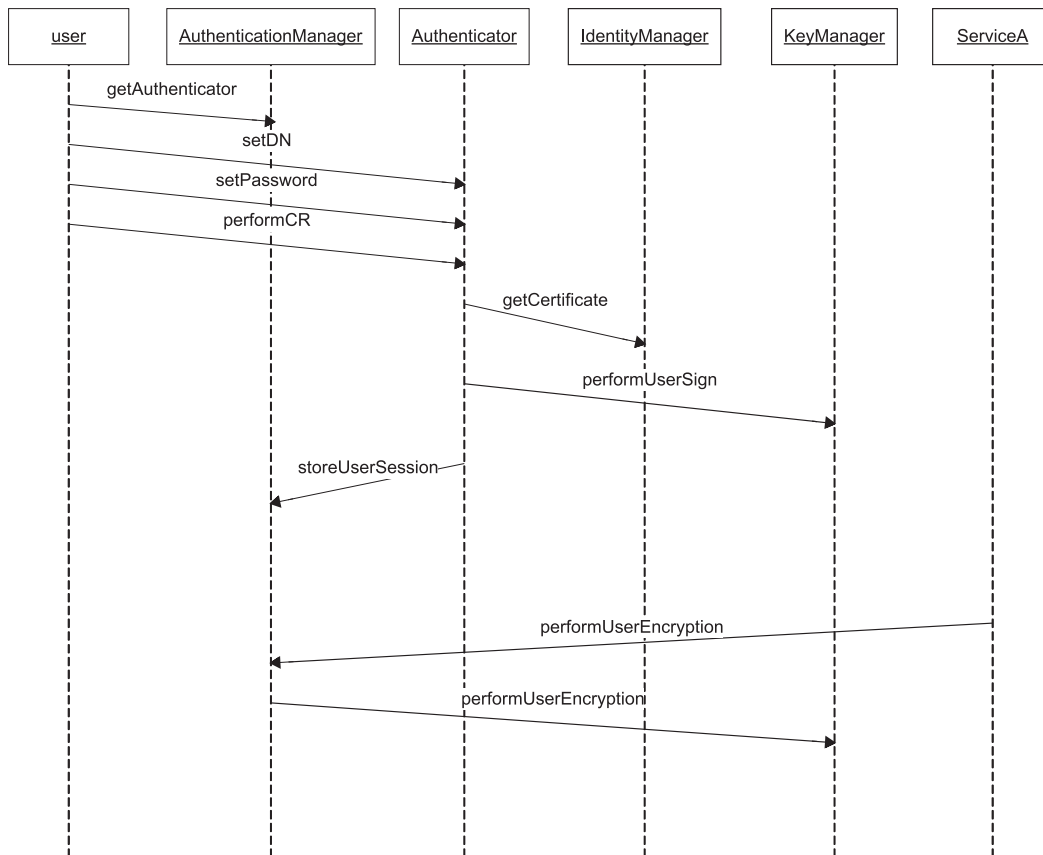 user
AuthenticationManager
Authenticator
IdentityManager
KeyManager
ServiceA
getAuthenticator
setDN
setPassword
performCR
getCertificate
performUserSign
storeUserSession
performUserEncryption
performUserEncryption